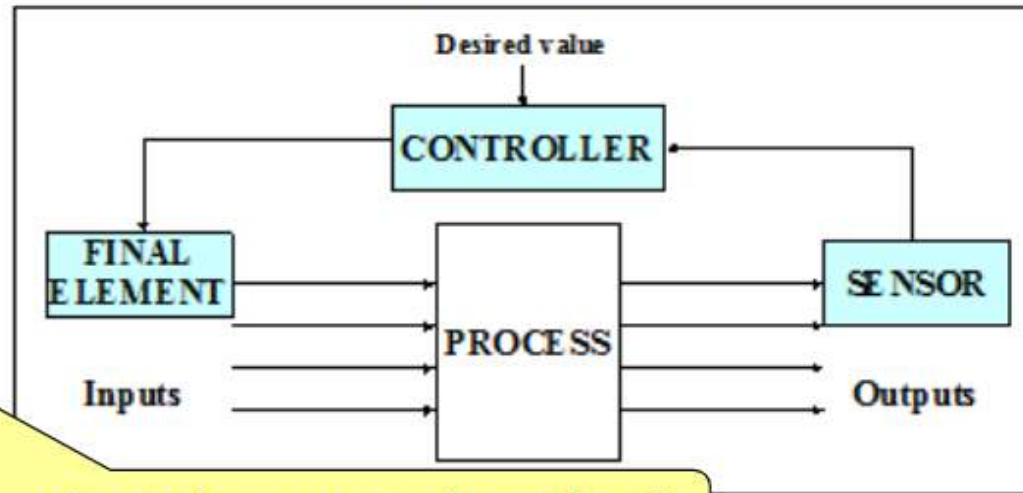 Desired value
CONTROLLER
FINAL
ELEMENT
SENSOR
PROCESS
Inputs
Outputs